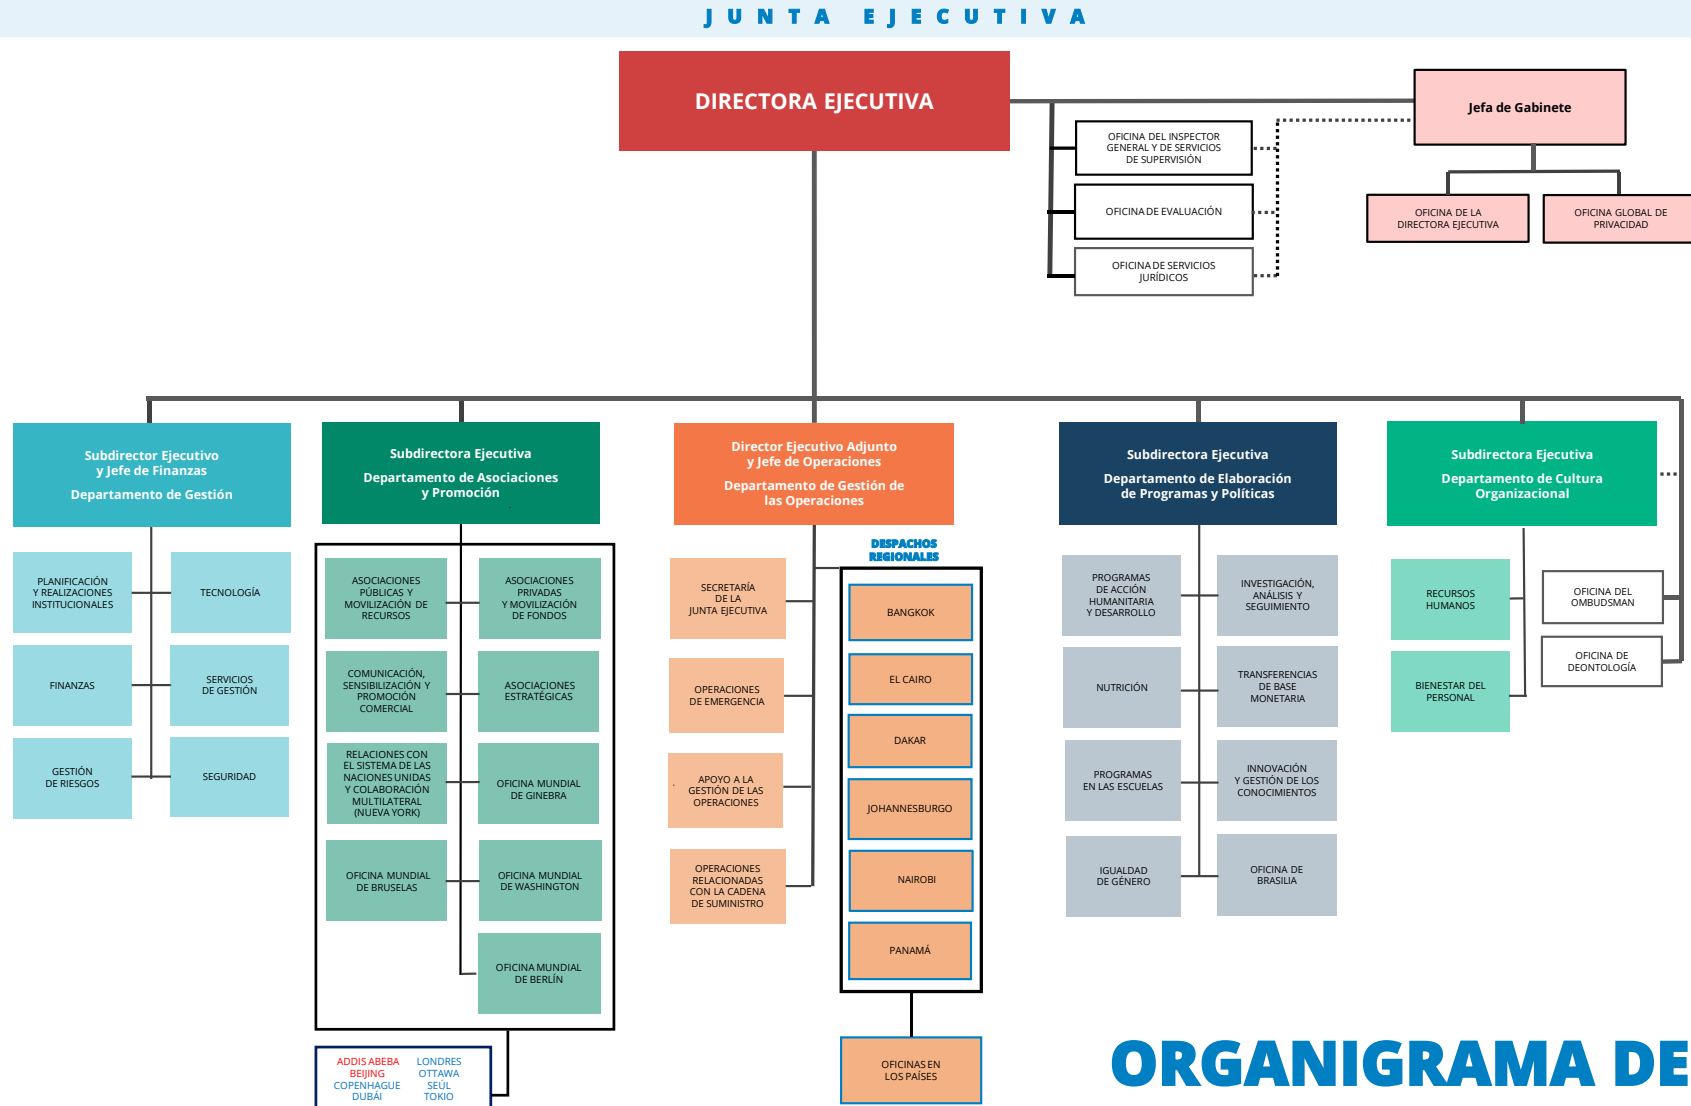 JUNTA EJECUTIVA
DIRECTORA EJECUTIVA
Jefa de Gabinete
OFICINA DEL INSPECTOR
GENERAL Y DE SERVICIOS
DE SUPERVISIÓN
OFICINA DE EVALUACIÓN
OFICINA DE SERVICIOS
JURÍDICOS
OFICINA DE LA
DIRECTORA EJECUTIVA
OFICINA GLOBAL DE
PRIVACIDAD
Subdirector Ejecutivo
y Jefe de Finanzas
Departamento de Gestión
PLANIFICACIÓN
Y REALIZACIONES
INSTITUCIONALES
TECNOLOGÍA
FINANZAS
SERVICIOS
DE GESTIÓN
GESTIÓN
DE RIESGOS
SEGURIDAD
Subdirectora Ejecutiva
Departamento de Asociaciones
y Promoción
ASOCIACIONES
PÚBLICAS Y
MOVILIZACIÓN DE
RECURSOS
ASOCIACIONES
PRIVADAS
Y MOVILIZACIÓN
DE FONDOS
COMUNICACIÓN,
SENSIBILIZACIÓN Y
PROMOCIÓN
COMERCIAL
ASOCIACIONES
ESTRATÉGICAS
RELACIONES CON
EL SISTEMA DE LAS
NACIONES UNIDAS
Y COLABORACIÓN
MULTILATERAL
(NUEVA YORK)
OFICINA MUNDIAL
DE GINEBRA
OFICINA MUNDIAL
DE BRUSELAS
OFICINA MUNDIAL
DE WASHINGTON
OFICINA MUNDIAL
DE BERLÍN
ADDIS ABEBA
BEIJING
COPENHAGUE
DUBÁI
LONDRES
OTTAWA
SEÚL
TOKIO
Director Ejecutivo Adjunto
y Jefe de Operaciones
Departamento de Gestión de
las Operaciones
SECRETARÍA
DE LA
JUNTA EJECUTIVA
OPERACIONES
DE EMERGENCIA
APOYO A LA
GESTIÓN DE LAS
OPERACIONES
OPERACIONES
RELACIONADAS
CON LA CADENA
DE SUMINISTRO
DESPACHOS
REGIONALES
BANGKOK
EL CAIRO
DAKAR
JOHANNESBURGO
NAIROBI
PANAMÁ
OFICINAS EN
LOS PAÍSES
Subdirectora Ejecutiva
Departamento de Elaboración
de Programas y Políticas
PROGRAMAS
DE ACCIÓN
HUMANITARIA
Y DESARROLLO
INVESTIGACIÓN,
ANÁLISIS Y
SEGUIMIENTO
NUTRICIÓN
TRANSFERENCIAS
DE BASE
MONETARIA
PROGRAMAS
EN LAS ESCUELAS
INNOVACIÓN
Y GESTIÓN DE LOS
CONOCIMIENTOS
IGUALDAD
DE GÉNERO
OFICINA DE
BRASILIA
Subdirectora Ejecutiva
Departamento de Cultura
Organizacional
RECURSOS
HUMANOS
BIENESTAR DEL
PERSONAL
OFICINA DEL
OMBUDSMAN
OFICINA DE
DEONTOLOGÍA
ORGANIGRAMA DE